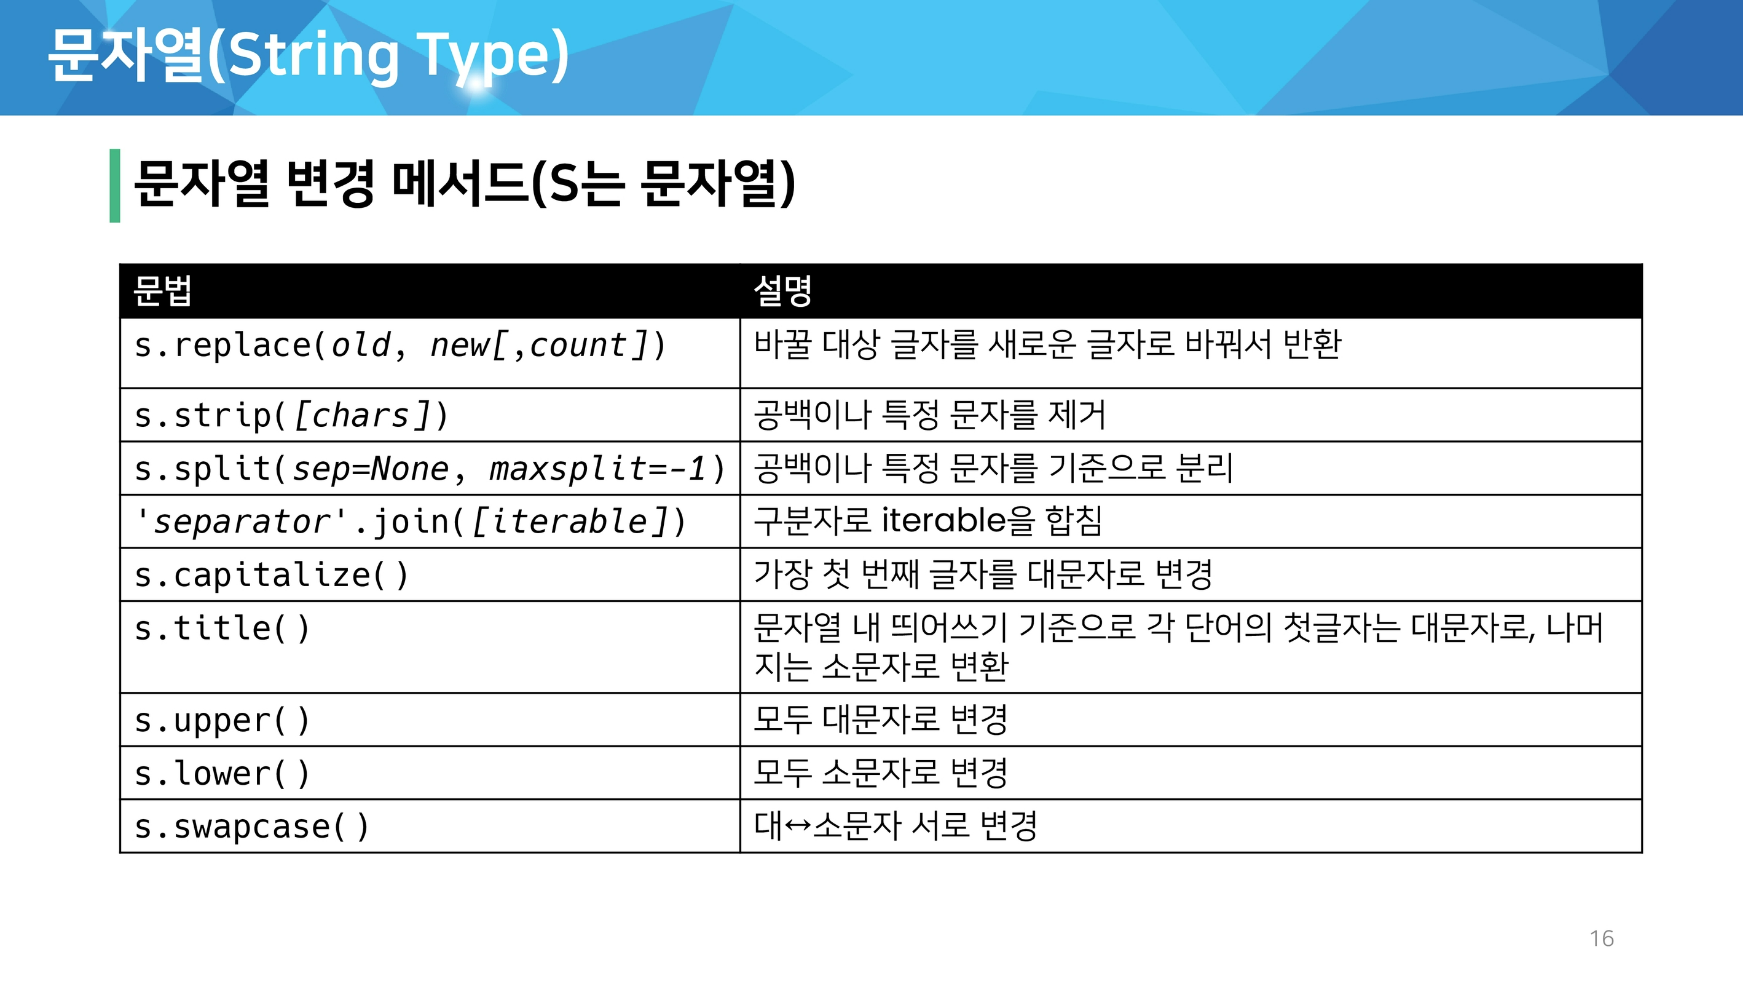 문자열(String Type)
문자열 변경 메서드(S는 문자열)
문법 설명
s.replace(old, new[,count]) 바꿀 대상 글자를 새로운 글자로 바꿔서 반환
s.strip([chars]) 공백이나 특정 문자를 제거
s.split(sep=None, maxsplit=-1) 공백이나 특정 문자를 기준으로 분리
'separator'.join([iterable]) 구분자로 iterable을 합침
s.capitalize() 가장 첫 번째 글자를 대문자로 변경
s.title() 문자열 내 띄어쓰기 기준으로 각 단어의 첫글자는 대문자로, 나머
지는 소문자로 변환
s.upper() 모두 대문자로 변경
s.lower() 모두 소문자로 변경
s.swapcase() 대↔소문자 서로 변경
16